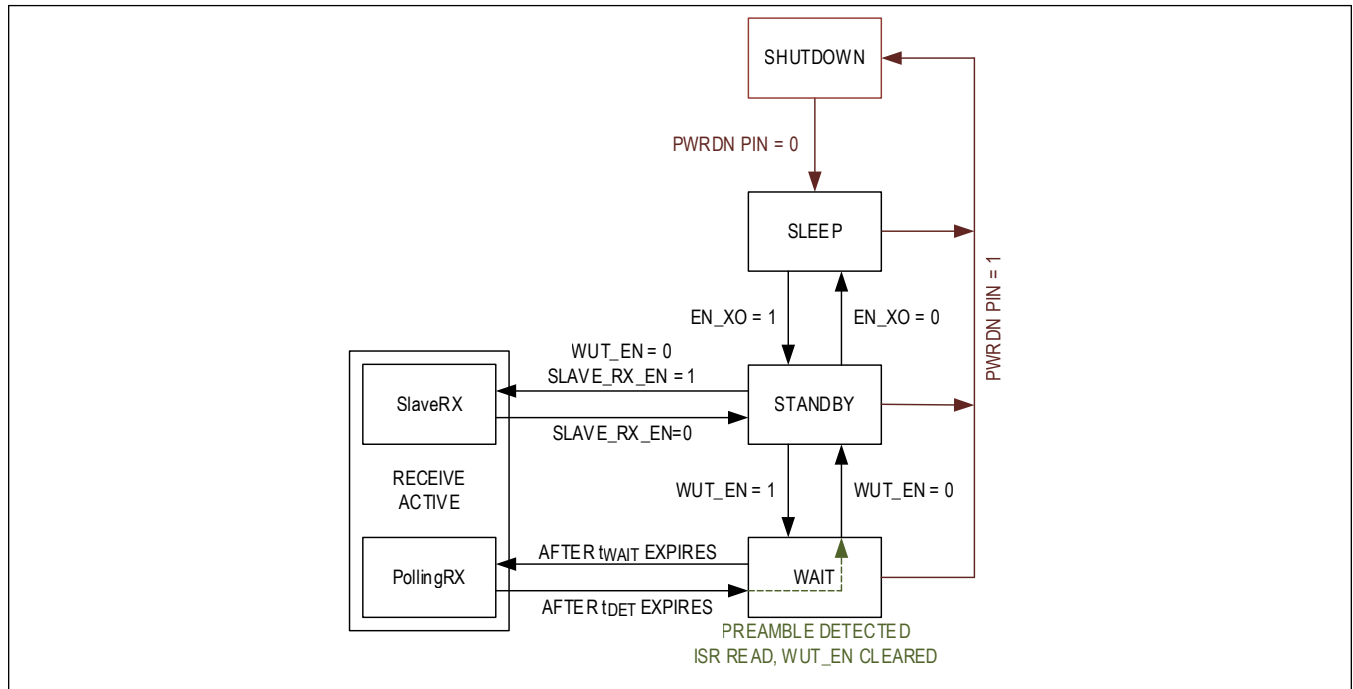 SHUTDOWN
PWRDN PIN = 0
SLEEP
PWRDN PIN = 1
EN_XO = 1
EN_XO = 0
WUT_EN = 0
SLAVE_RX_EN = 1
SlaveRX
STANDBY
SLAVE_RX_EN=0
RECEIVE
ACTIVE
WUT_EN = 1
WUT_EN = 0
AFTER tWAIT EXPIRES
PollingRX
WAIT
AFTER tDET EXPIRES
PREAMBLE DETECTED
ISR READ, WUT_EN CLEARED